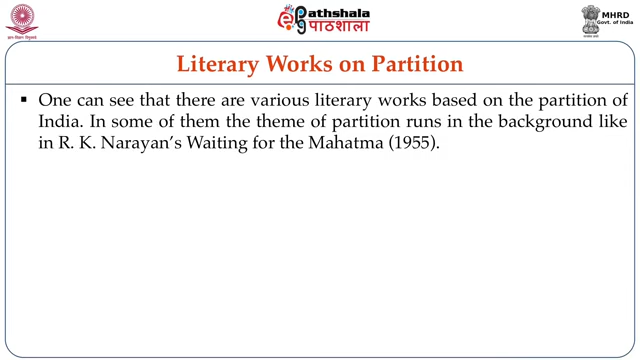 ePathshala
पाठशाला
MHRD
Govt. of India
Literary Works on Partition
▪ One can see that there are various literary works based on the partition of
India. In some of them the theme of partition runs in the background like
in R. K. Narayan’s Waiting for the Mahatma (1955).